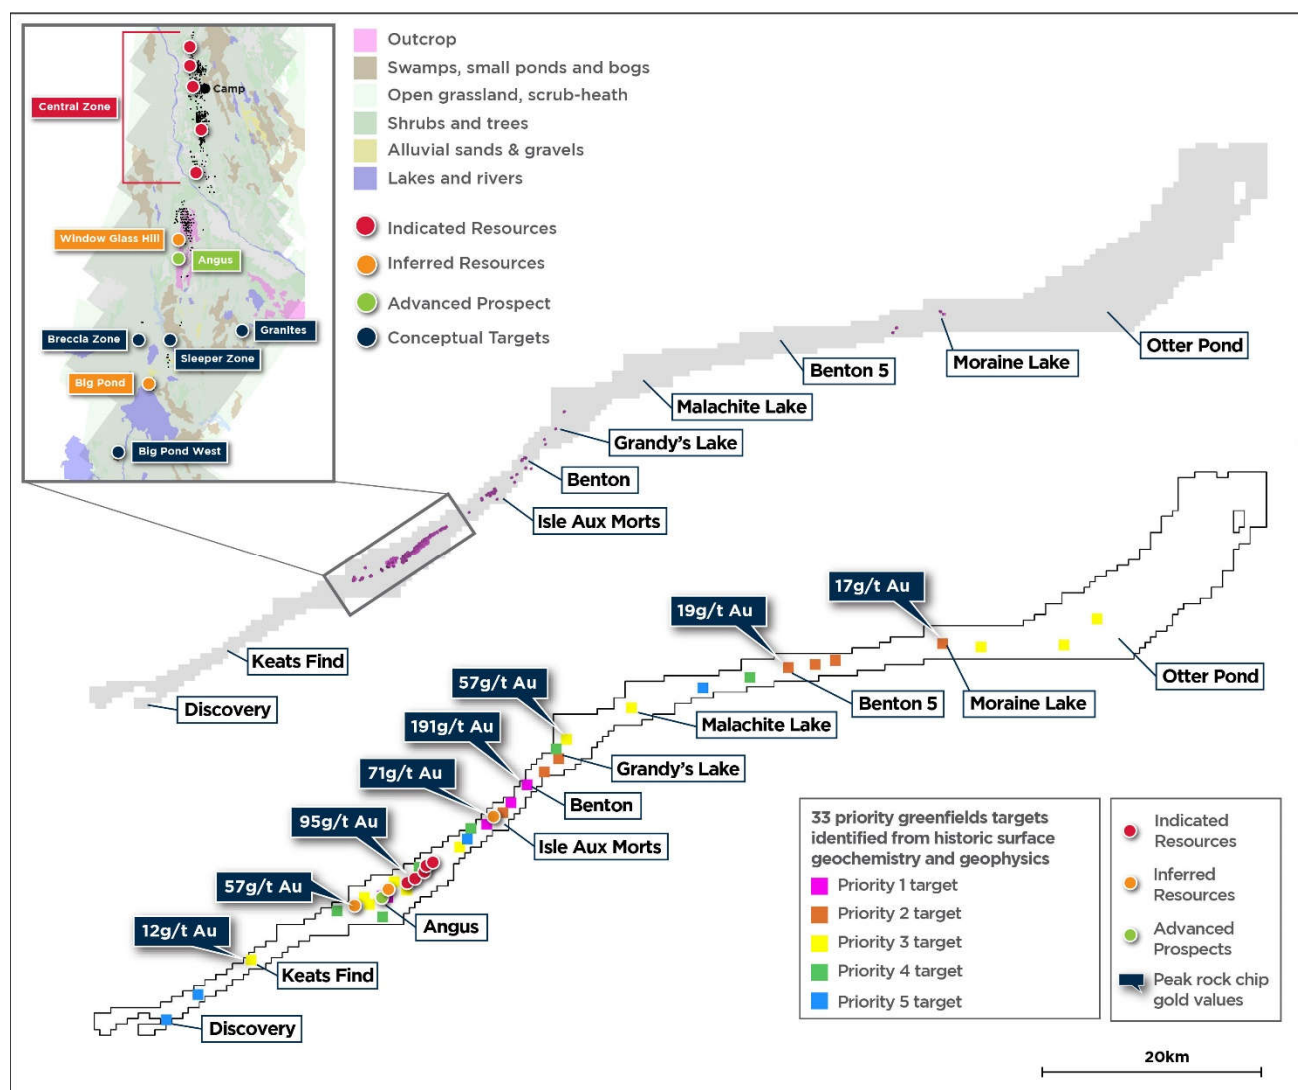 Central Zone
Camp
Window Glass Hill
Angus
Breccia Zone
Granites
Sleeper Zone
Big Pond
Big Pond West
Outcrop
Swamps, small ponds and bogs
Open grassland, scrub-heath
Shrubs and trees
Alluvial sands & gravels
Lakes and rivers
Indicated Resources
Inferred Resources
Advanced Prospect
Conceptual Targets
Otter Pond
Moraine Lake
Benton 5
Malachite Lake
Grandy's Lake
Benton
Isle Aux Morts
Keats Find
Discovery
17g/t Au
19g/t Au
57g/t Au
191g/t Au
71g/t Au
95g/t Au
57g/t Au
12g/t Au
Otter Pond
Moraine Lake
Benton 5
Malachite Lake
Grandy's Lake
Benton
Isle Aux Morts
Angus
Keats Find
Discovery
33 priority greenfields targets
identified from historic surface
geochemistry and geophysics
Priority 1 target
Priority 2 target
Priority 3 target
Priority 4 target
Priority 5 target
Indicated
Resources
Inferred
Resources
Advanced
Prospects
Peak rock chip
gold values
20km